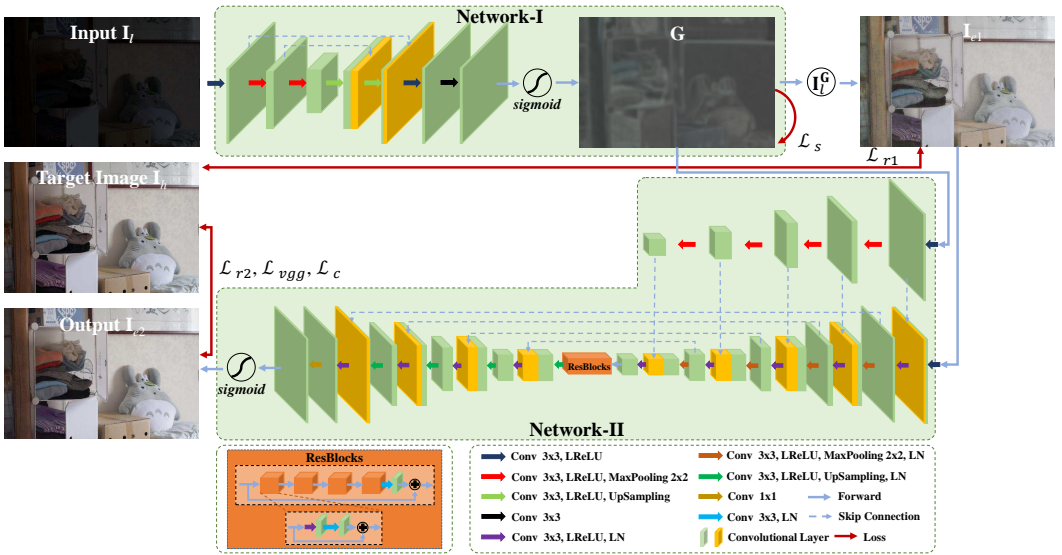 Network-I
Input I_l
G
I_e1
sigmoid
I_l^G
ℒ_s
ℒ_r1
Target Image I_h
ℒ_r2, ℒ_vgg, ℒ_c
Output I_e2
sigmoid
ResBlocks
Network-II
ResBlocks
Conv 3x3, LReLU
Conv 3x3, LReLU, MaxPooling 2x2
Conv 3x3, LReLU, UpSampling
Conv 3x3
Conv 3x3, LReLU, LN
Conv 3x3, LReLU, MaxPooling 2x2, LN
Conv 3x3, LReLU, UpSampling, LN
Conv 1x1
Forward
Conv 3x3, LN
Skip Connection
Convolutional Layer
Loss